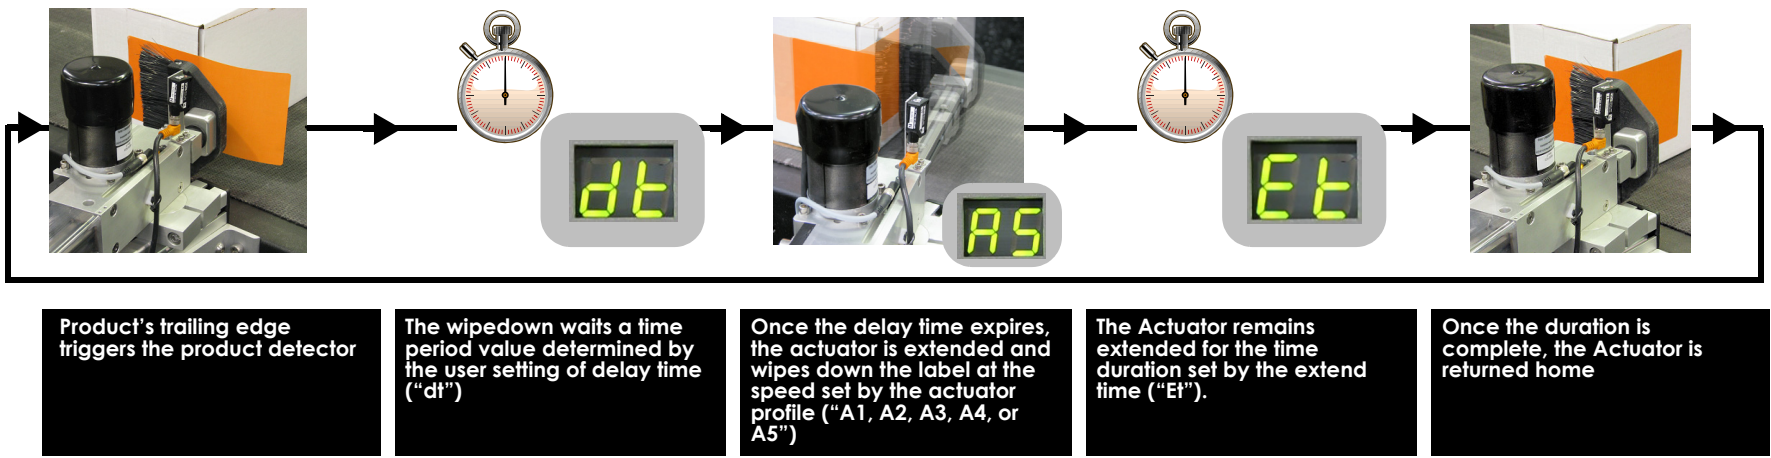 dt
A5
Et
Product’s trailing edge
triggers the product detector
The wipedown waits a time
period value determined by
the user setting of delay time
(“dt”)
Once the delay time expires,
the actuator is extended and
wipes down the label at the
speed set by the actuator
profile (“A1, A2, A3, A4, or
A5”)
The Actuator remains
extended for the time
duration set by the extend
time (“Et”).
Once the duration is
complete, the Actuator is
returned home